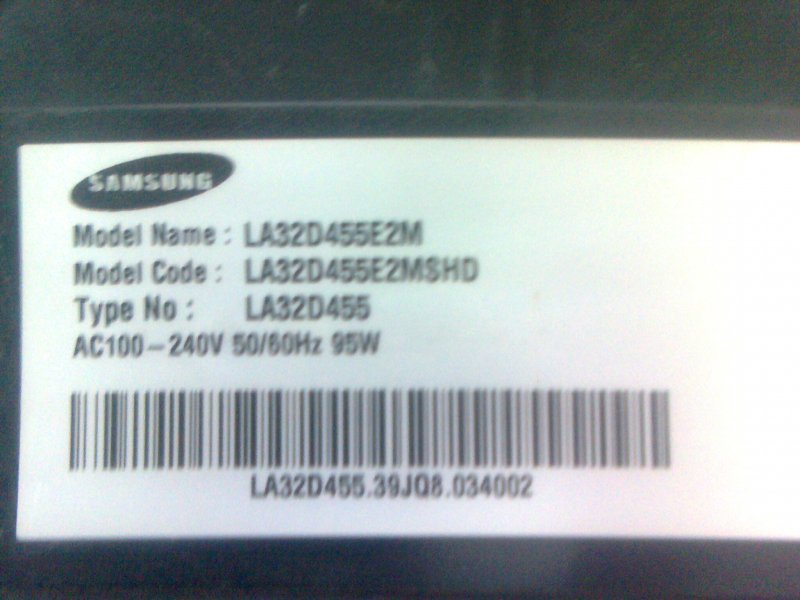 SAMSUNG
Model Name : LA32D455E2M
Model Code : LA32D455E2MSHD
Type No : LA32D455
AC100-240V 50/60Hz 95W
LA32D455.39JQ8.034002